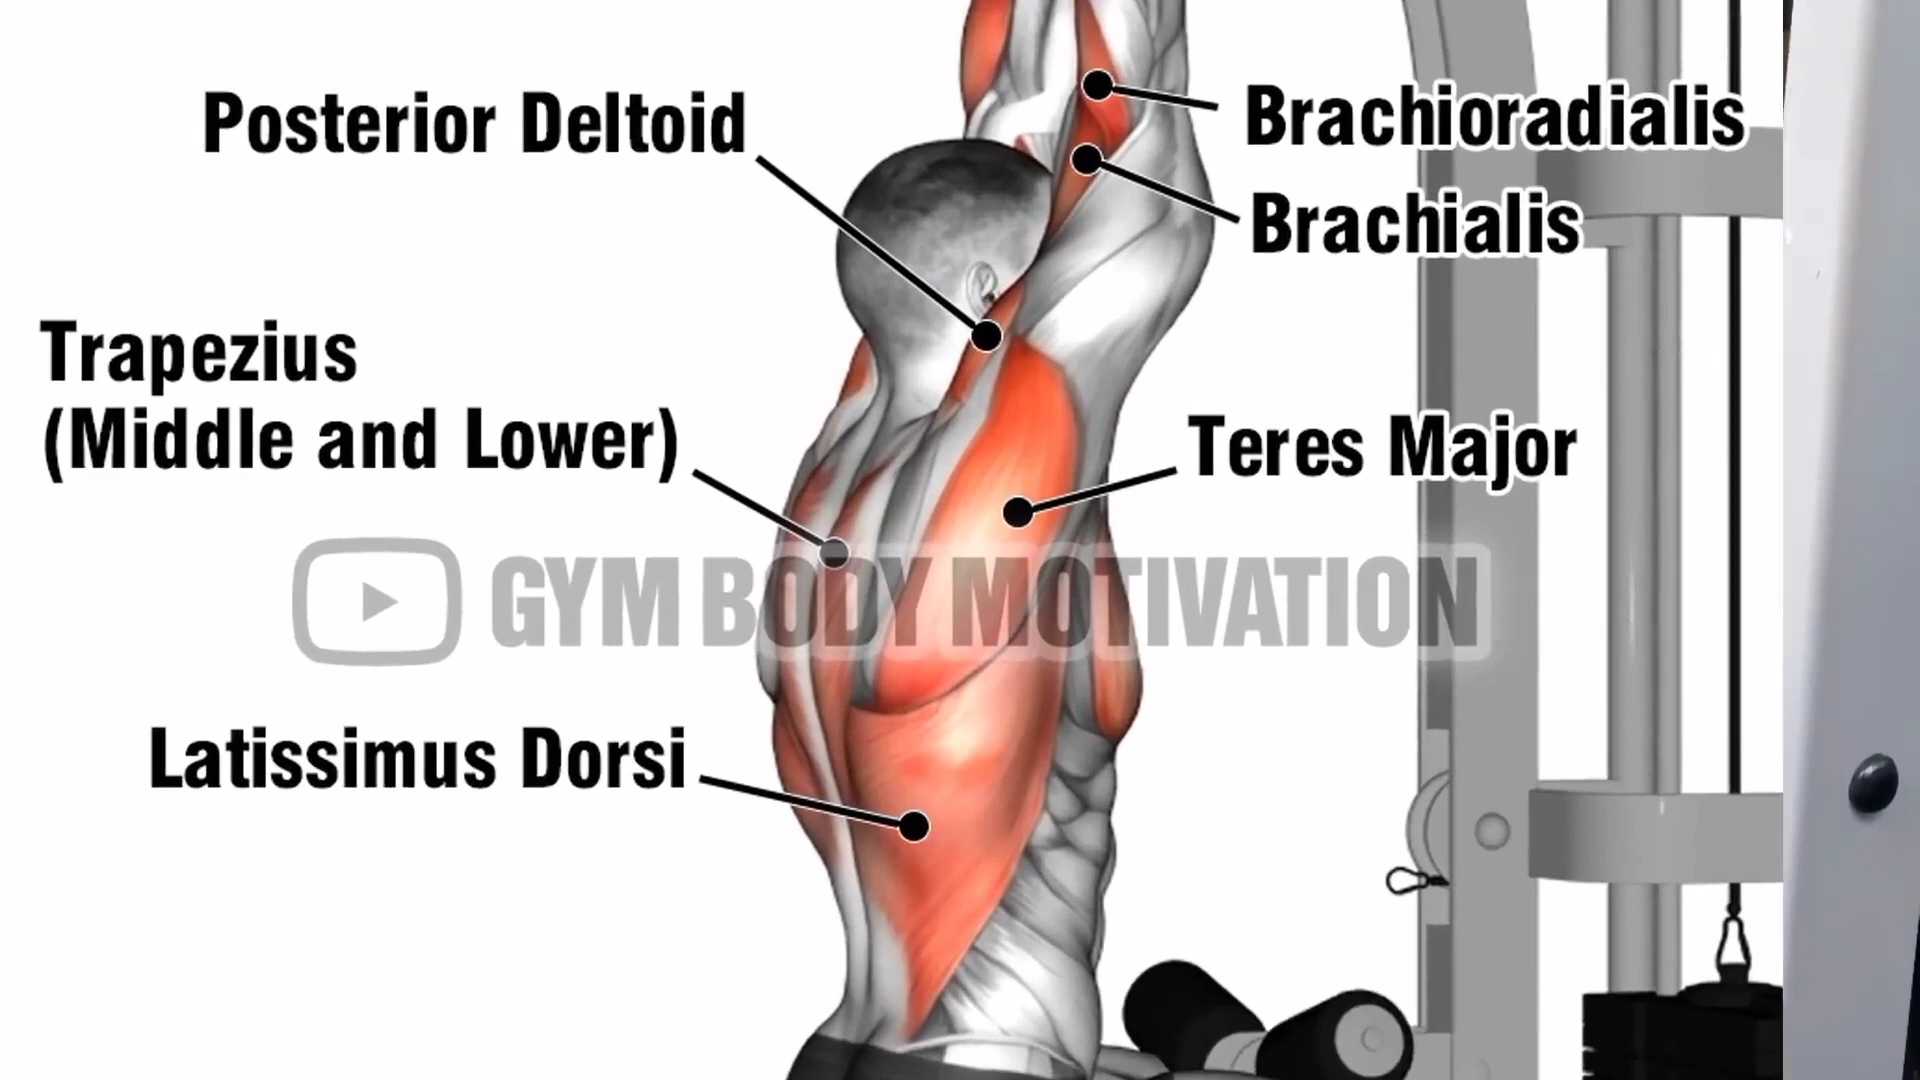 Posterior Deltoid
Brachioradialis
Brachialis
Trapezius
(Middle and Lower)
Teres Major
GYM BODY MOTIVATION
Latissimus Dorsi